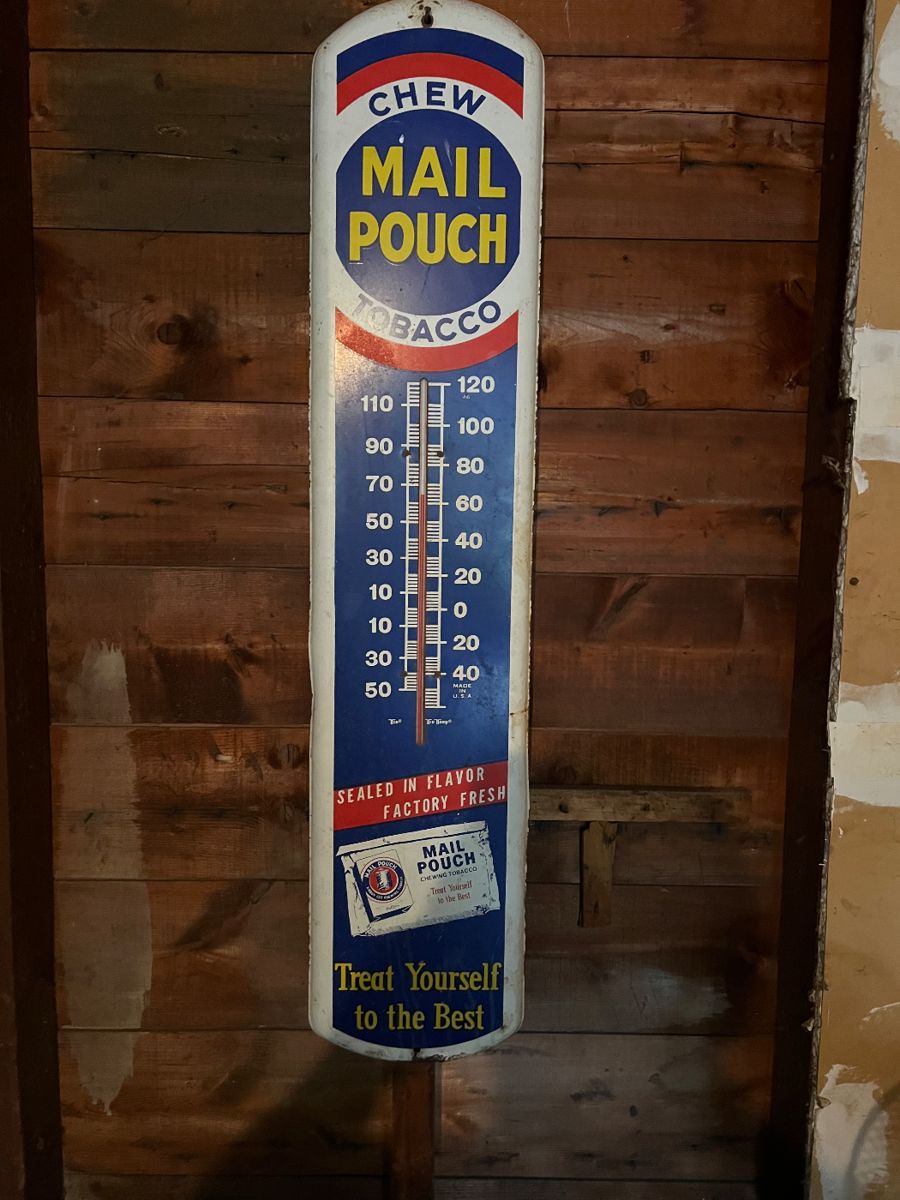 CHEW
MAIL
POUCH
TOBACCO
120
110
100
90
80
70
60
50
40
30
20
10
0
10
20
30
40
50
MADE
IN
U.S.A
SEALED IN FLAVOR
FACTORY FRESH
MAIL
POUCH
CHEWING TOBACCO
Treat Yourself
to the Best
MAIL POUCH
Treat Yourself
to the Best